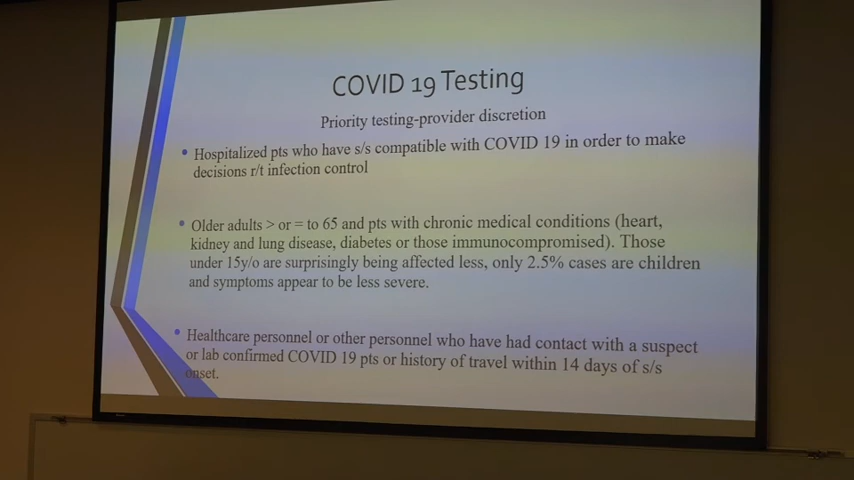 COVID 19 Testing
Priority testing-provider discretion
• Hospitalized pts who have s/s compatible with COVID 19 in order to make
decisions r/t infection control
• Older adults > or = to 65 and pts with chronic medical conditions (heart,
kidney and lung disease, diabetes or those immunocompromised). Those
under 15y/o are surprisingly being affected less, only 2.5% cases are children
and symptoms appear to be less severe.
• Healthcare personnel or other personnel who have had contact with a suspect
or lab confirmed COVID 19 pts or history of travel within 14 days of s/s
onset.